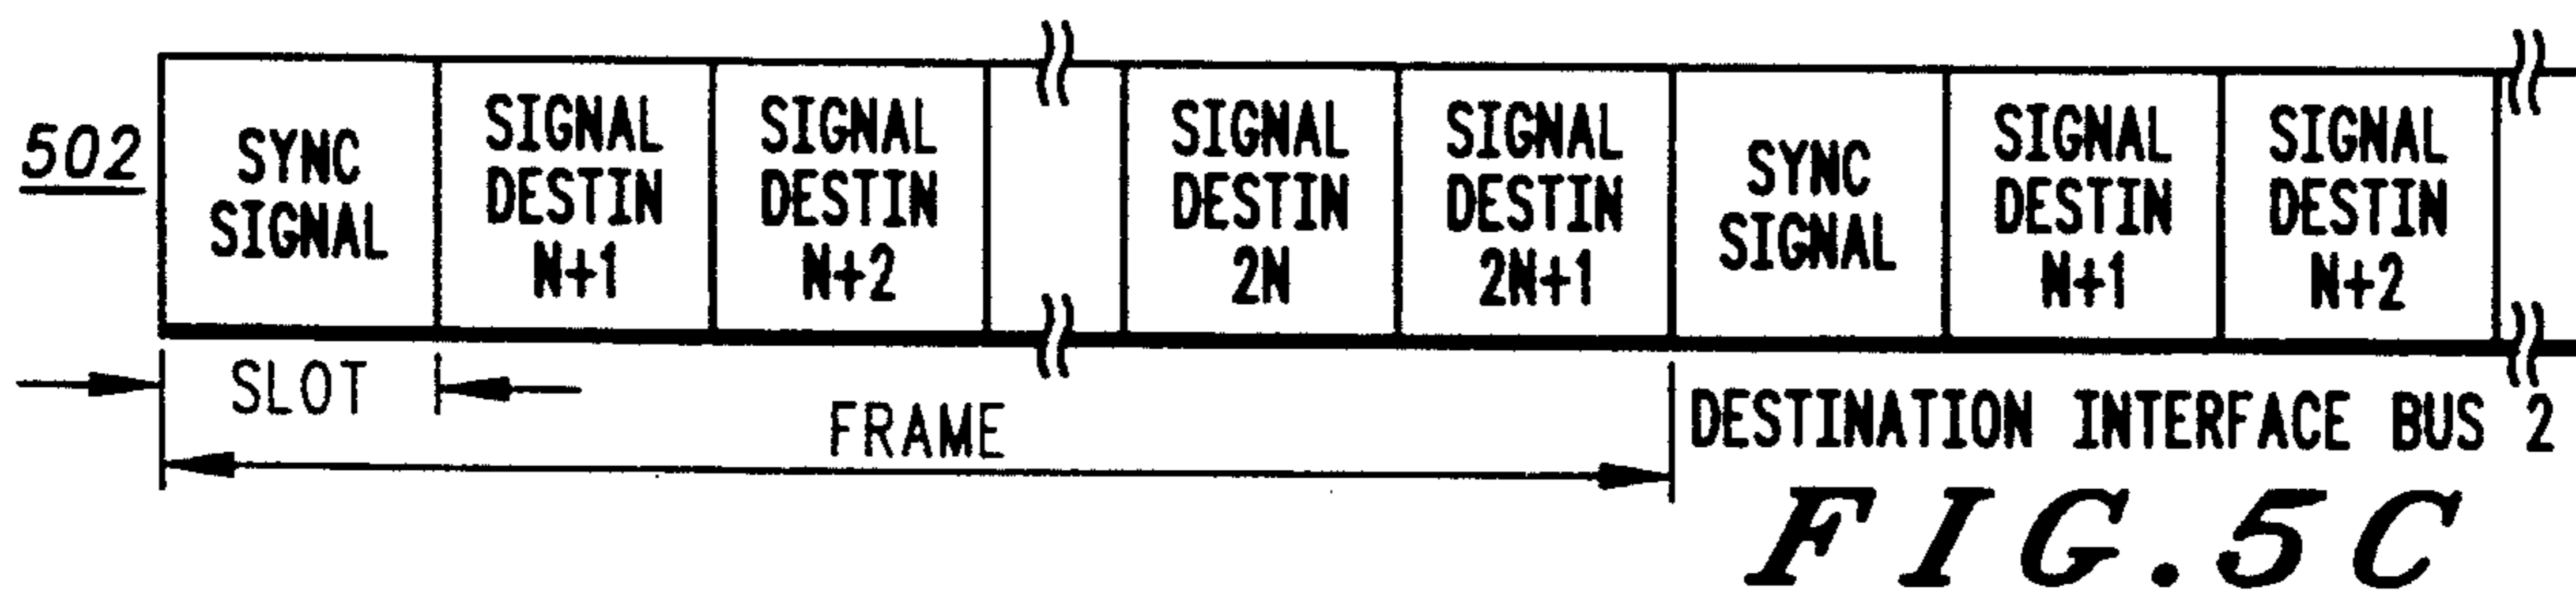 502
SYNC
SIGNAL
SIGNAL
DESTIN
N+1
SIGNAL
DESTIN
N+2
SIGNAL
DESTIN
2N
SIGNAL
DESTIN
2N+1
SYNC
SIGNAL
SIGNAL
DESTIN
N+1
SIGNAL
DESTIN
N+2
SLOT
FRAME
DESTINATION INTERFACE BUS 2
FIG.5C